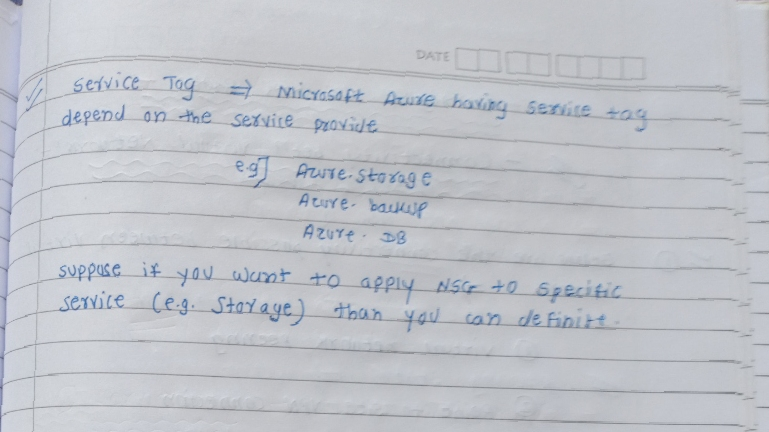 DATE
Service Tag ⇒ Microsoft Azure having service tag
depend on the service provide
e.g] Azure.storage
Azure. backup
Azure. DB
suppose if you want to apply NSG to specific
service (e.g. Storage) than you can definite.